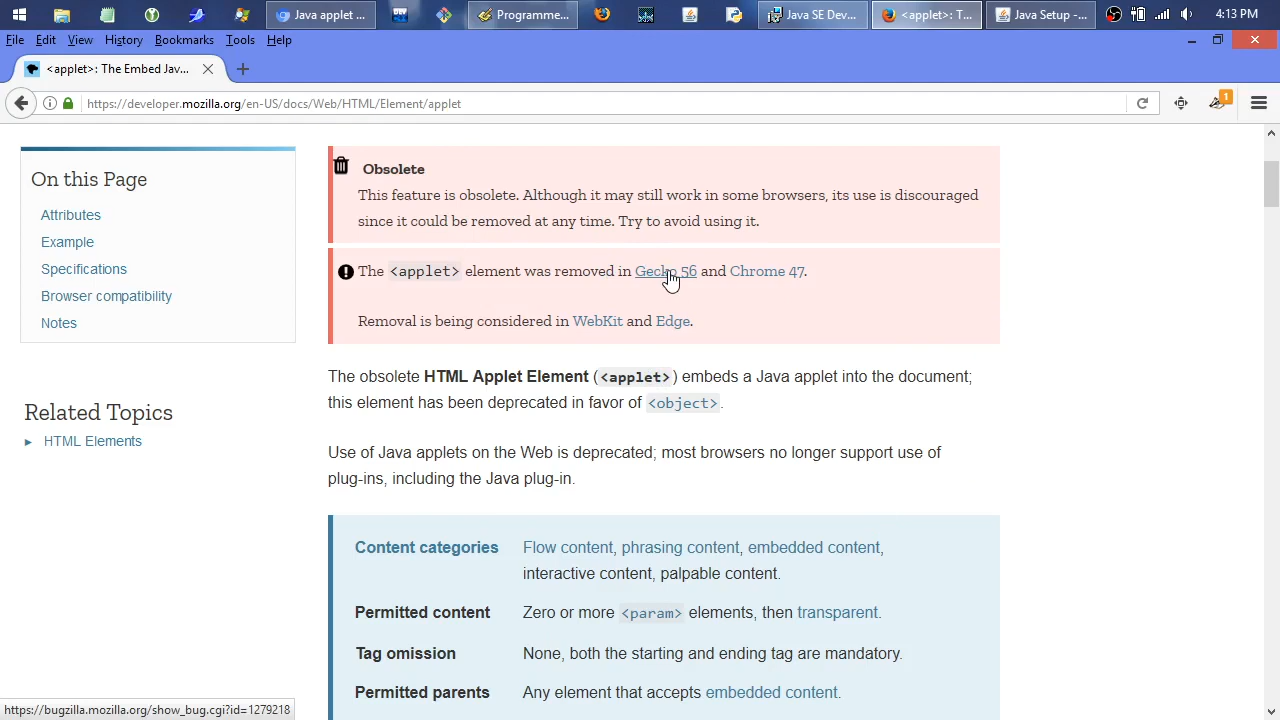 Java applet ...
Programme...
Java SE Dev...
<applet>: T...
Java Setup -...
4:13 PM
File Edit View History Bookmarks Tools Help
<applet>: The Embed Jav...
https://developer.mozilla.org/en-US/docs/Web/HTML/Element/applet
1
On this Page
Attributes
Example
Specifications
Browser compatibility
Notes
Related Topics
HTML Elements
Obsolete
This feature is obsolete. Although it may still work in some browsers, its use is discouraged
since it could be removed at any time. Try to avoid using it.
The <applet> element was removed in Gecko 56 and Chrome 47.
Removal is being considered in WebKit and Edge.
The obsolete HTML Applet Element (<applet>) embeds a Java applet into the document;
this element has been deprecated in favor of <object>.
Use of Java applets on the Web is deprecated; most browsers no longer support use of
plug-ins, including the Java plug-in.
Content categories Flow content, phrasing content, embedded content,
interactive content, palpable content.
Permitted content Zero or more <param> elements, then transparent.
Tag omission None, both the starting and ending tag are mandatory.
Permitted parents Any element that accepts embedded content.
https://bugzilla.mozilla.org/show_bug.cgi?id=1279218